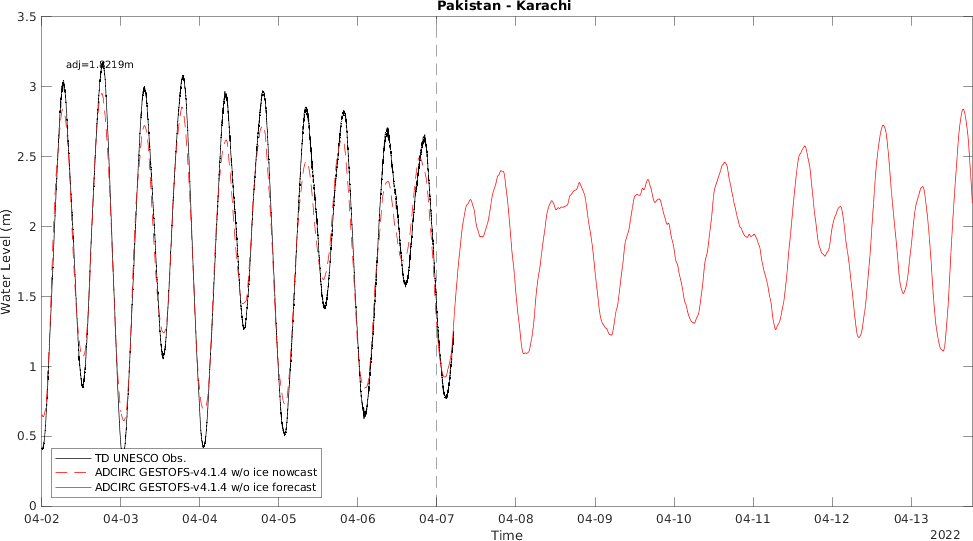 Pakistan - Karachi
3.5
3
2.5
2
1.5
1
0.5
0
Water Level (m)
TD UNESCO Obs.
ADCIRC GESTOFS-v4.1.4 w/o ice nowcast
ADCIRC GESTOFS-v4.1.4 w/o ice forecast
04-02 04-03 04-04 04-05 04-06 04-07 04-08 04-09 04-10 04-11 04-12 04-13
Time
2022